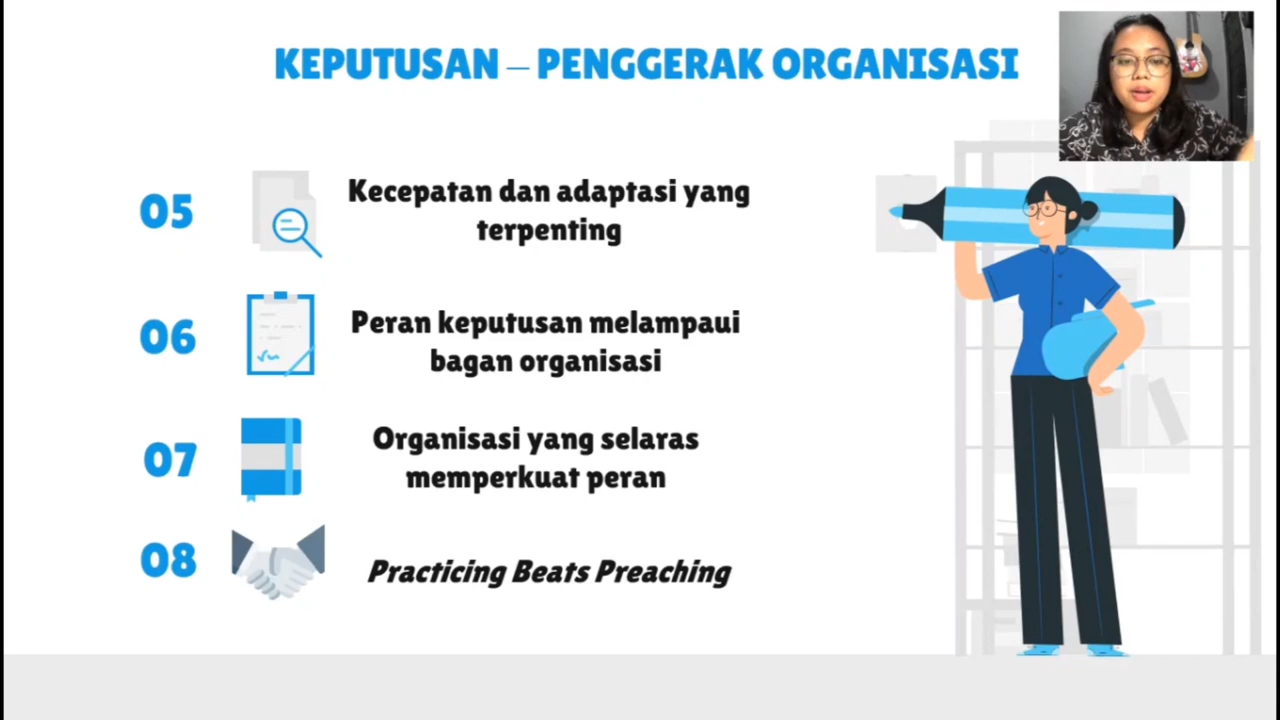 KEPUTUSAN – PENGGERAK ORGANISASI
05
Kecepatan dan adaptasi yang
terpenting
06
Peran keputusan melampaui
bagan organisasi
07
Organisasi yang selaras
memperkuat peran
08
Practicing Beats Preaching